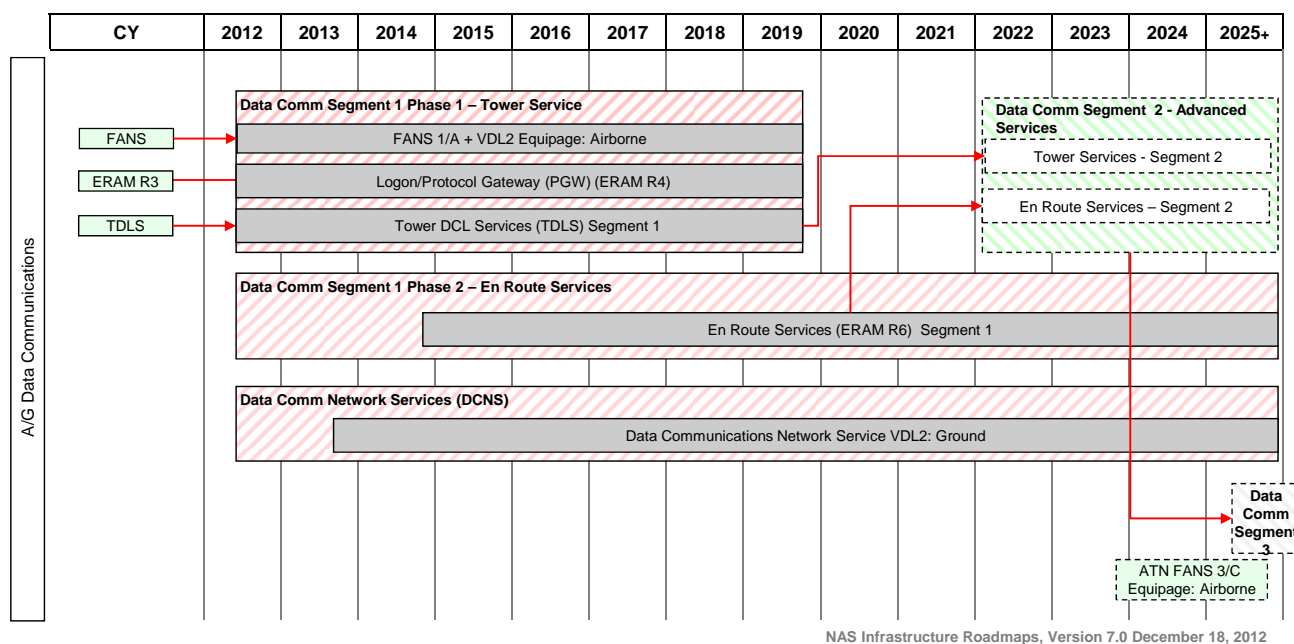 CY 2012 2013 2014 2015 2016 2017 2018 2019 2020 2021 2022 2023 2024 2025+
A/G Data Communications
Data Comm Segment 1 Phase 1 – Tower Service
FANS
FANS 1/A + VDL2 Equipage: Airborne
ERAM R3
Logon/Protocol Gateway (PGW) (ERAM R4)
TDLS
Tower DCL Services (TDLS) Segment 1
Data Comm Segment 2 - Advanced
Services
Tower Services - Segment 2
En Route Services – Segment 2
Data Comm Segment 1 Phase 2 – En Route Services
En Route Services (ERAM R6) Segment 1
Data Comm Network Services (DCNS)
Data Communications Network Service VDL2: Ground
Data
Comm
Segment
3
ATN FANS 3/C
Equipage: Airborne
NAS Infrastructure Roadmaps, Version 7.0 December 18, 2012